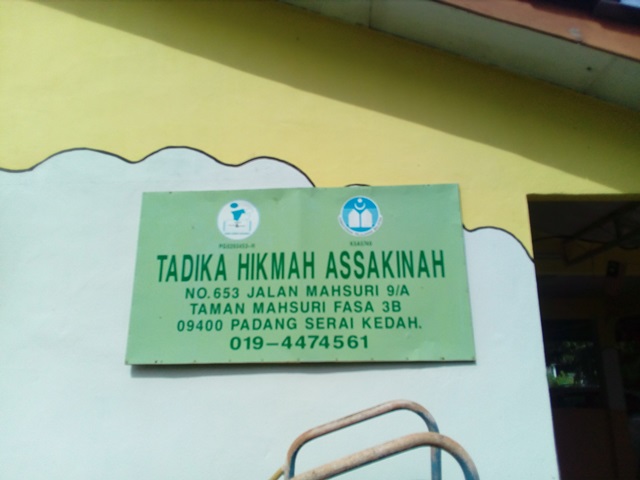 TADIKA HIKMAH ASSAKINAH
NO.653 JALAN MAHSURI 9/A
TAMAN MAHSURI FASA 3B
09400 PADANG SERAI KEDAH.
019-4474561